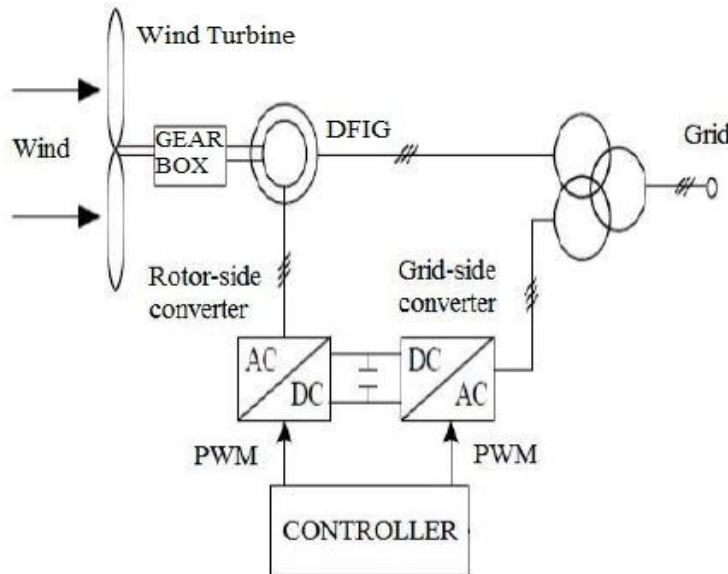 Wind Turbine
Wind
GEAR
BOX
DFIG
Grid
Rotor-side
converter
Grid-side
converter
AC
DC
DC
AC
PWM
PWM
CONTROLLER